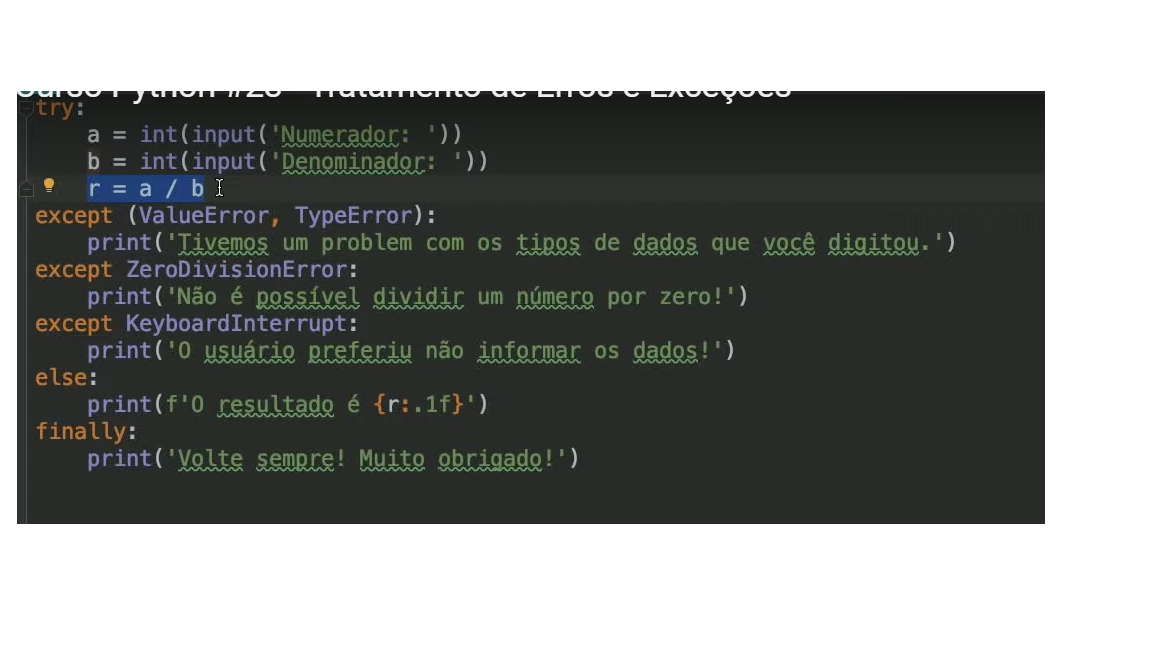 Curso Python #23 - Tratamento de Erros e Exceções
try:
a = int(input('Numerador: '))
b = int(input('Denominador: '))
r = a / b
except (ValueError, TypeError):
print('Tivemos um problem com os tipos de dados que você digitou.')
except ZeroDivisionError:
print('Não é possível dividir um número por zero!')
except KeyboardInterrupt:
print('O usuário preferiu não informar os dados!')
else:
print(f'O resultado é {r:.1f}')
finally:
print('Volte sempre! Muito obrigado!')